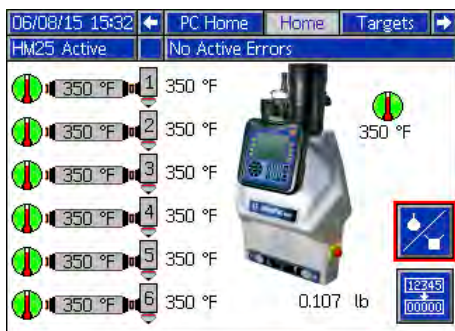 06/08/15 15:32 PC Home Home Targets
HM25 Active No Active Errors
350 °F 1 350 °F
350 °F
350 °F 2 350 °F
350 °F 3 350 °F
350 °F 4 350 °F
350 °F 5 350 °F
350 °F 6 350 °F
0.107 lb
12345
00000